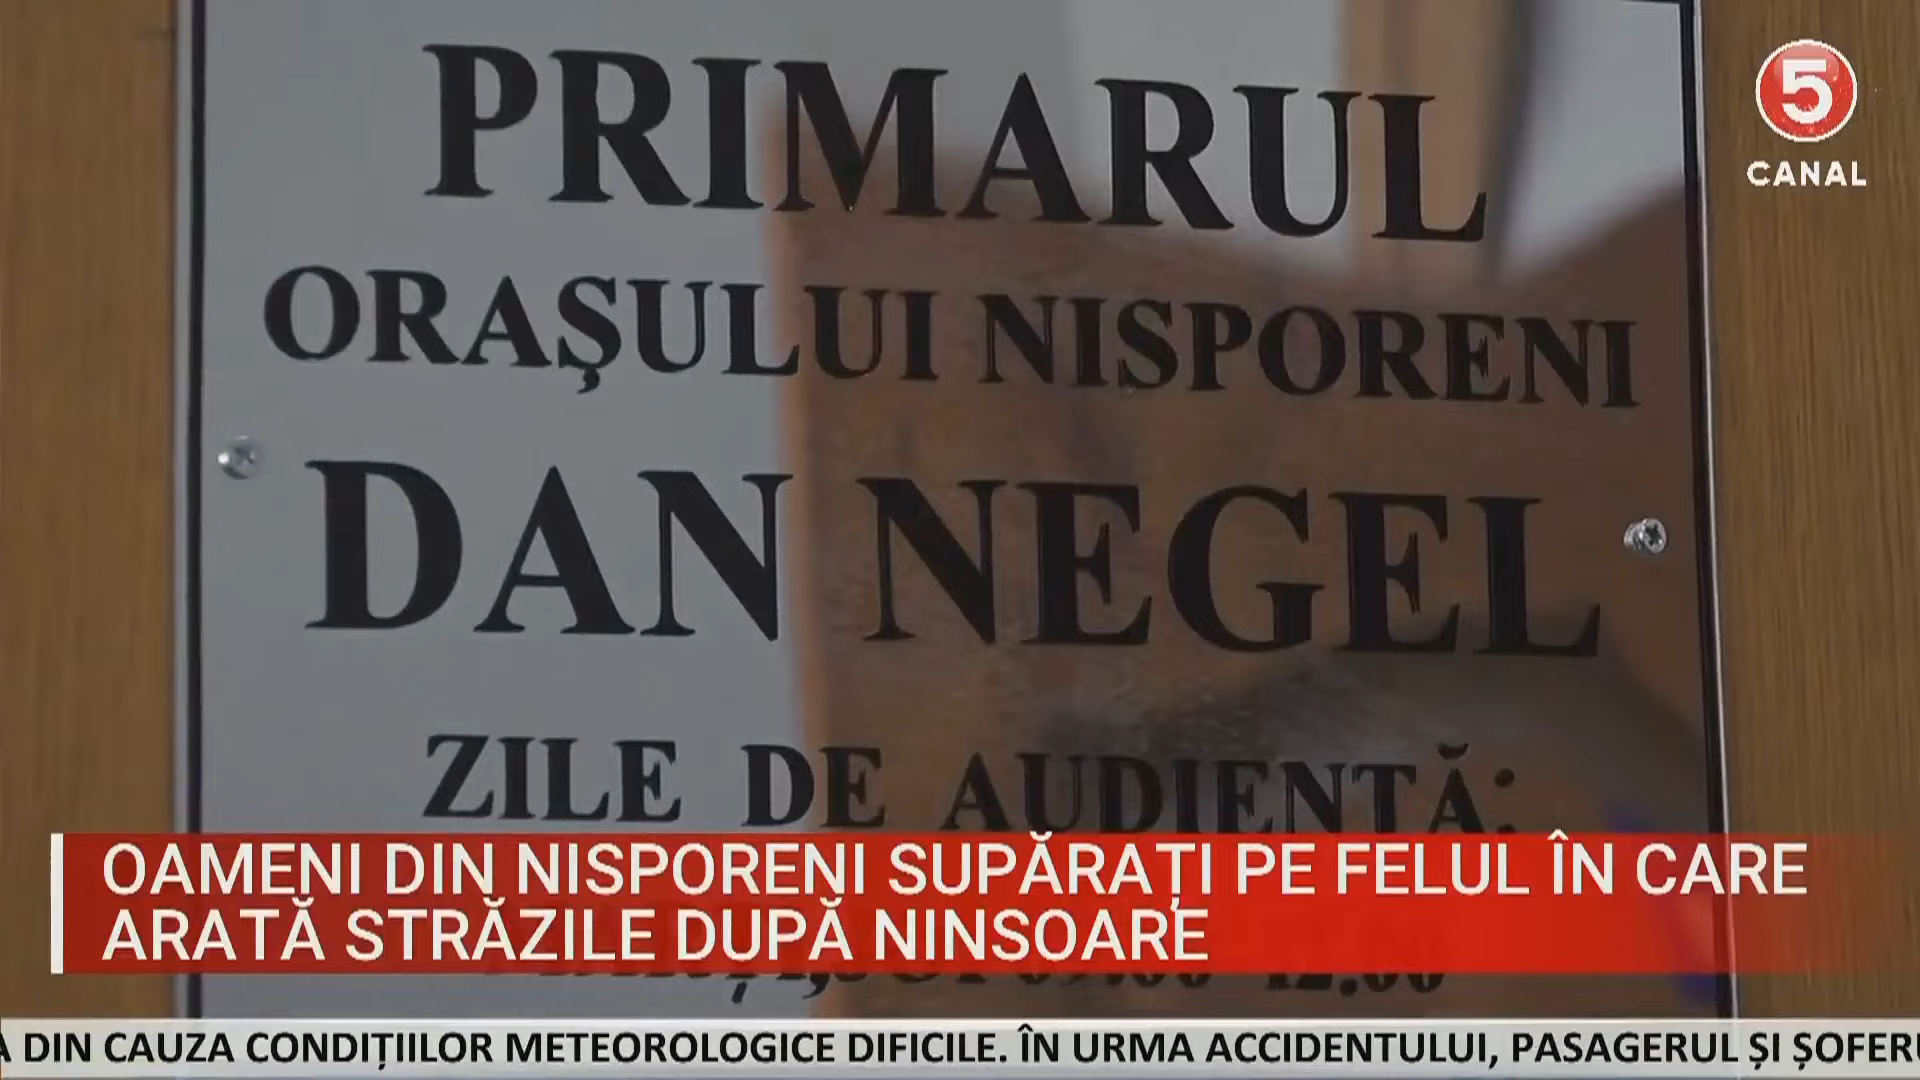 PRIMARUL
ORAȘULUI NISPORENI
DAN NEGEL
ZILE DE AUDIENȚĂ:
5
CANAL
OAMENI DIN NISPORENI SUPĂRAȚI PE FELUL ÎN CARE
ARATĂ STRĂZILE DUPĂ NINSOARE
DIN CAUZA CONDIȚIILOR METEOROLOGICE DIFICILE. ÎN URMA ACCIDENTULUI, PASAGERUL ȘI